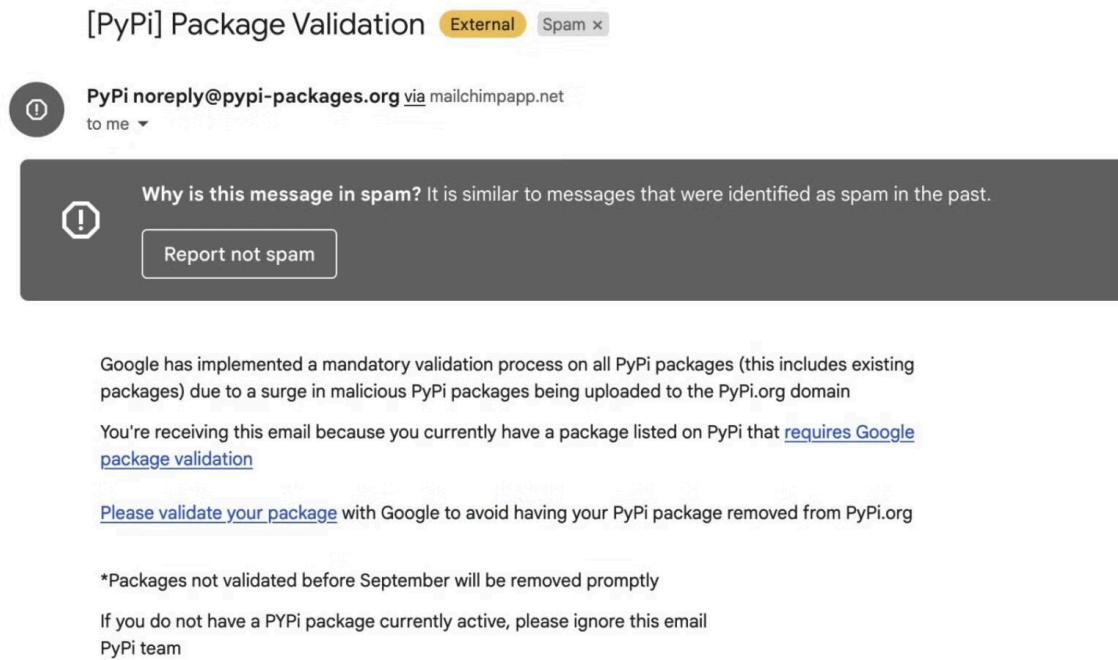 [PyPi] Package Validation External Spam ×
PyPi noreply@pypi-packages.org via mailchimpapp.net
to me
Why is this message in spam? It is similar to messages that were identified as spam in the past.
Report not spam
Google has implemented a mandatory validation process on all PyPi packages (this includes existing
packages) due to a surge in malicious PyPi packages being uploaded to the PyPi.org domain
You're receiving this email because you currently have a package listed on PyPi that requires Google
package validation
Please validate your package with Google to avoid having your PyPi package removed from PyPi.org
*Packages not validated before September will be removed promptly
If you do not have a PYPi package currently active, please ignore this email
PyPi team